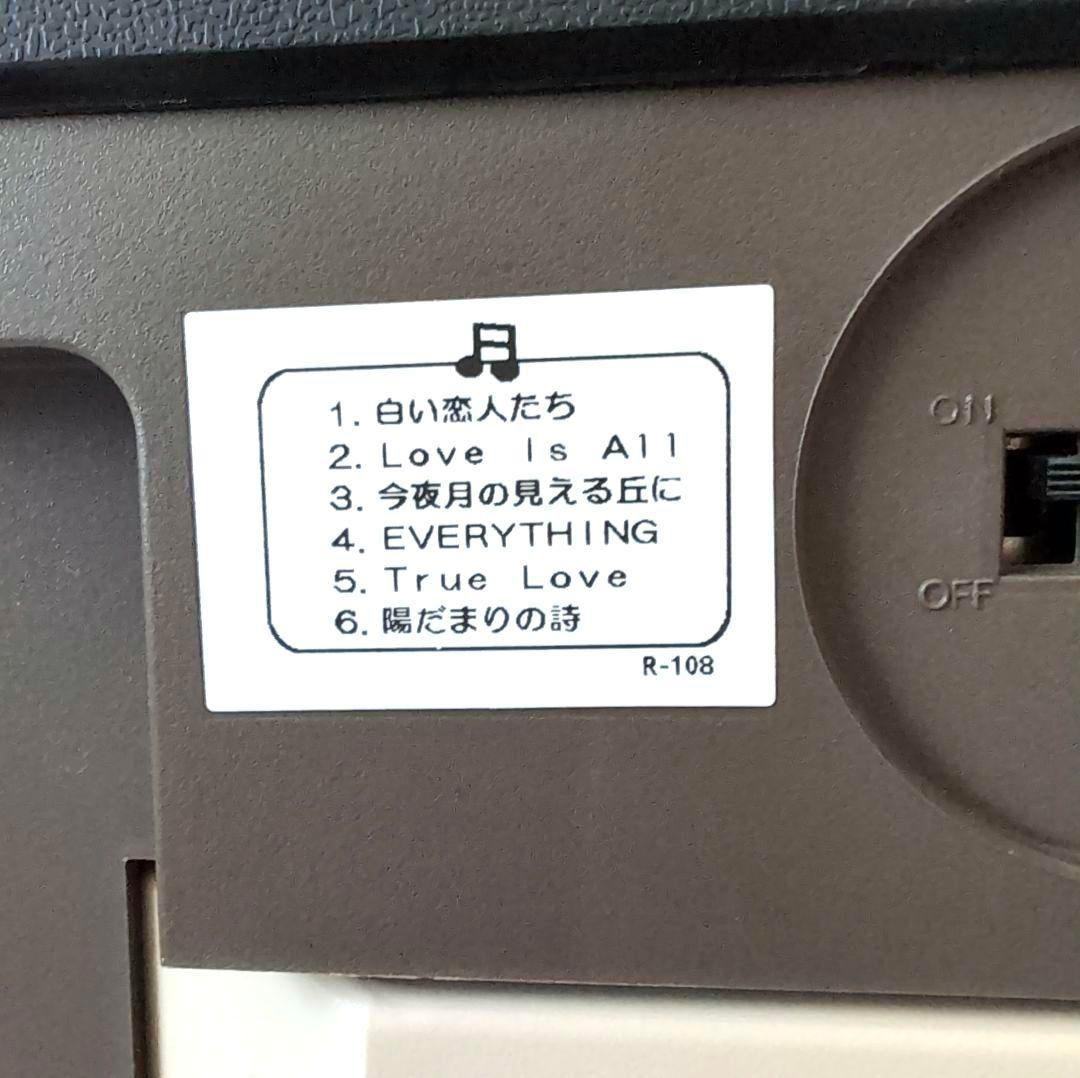 1. 白い恋人たち
2. Love Is All
3. 今夜月の見える丘に
4. EVERYTHING
5. True Love
6. 陽だまりの詩
R-108
ON
OFF